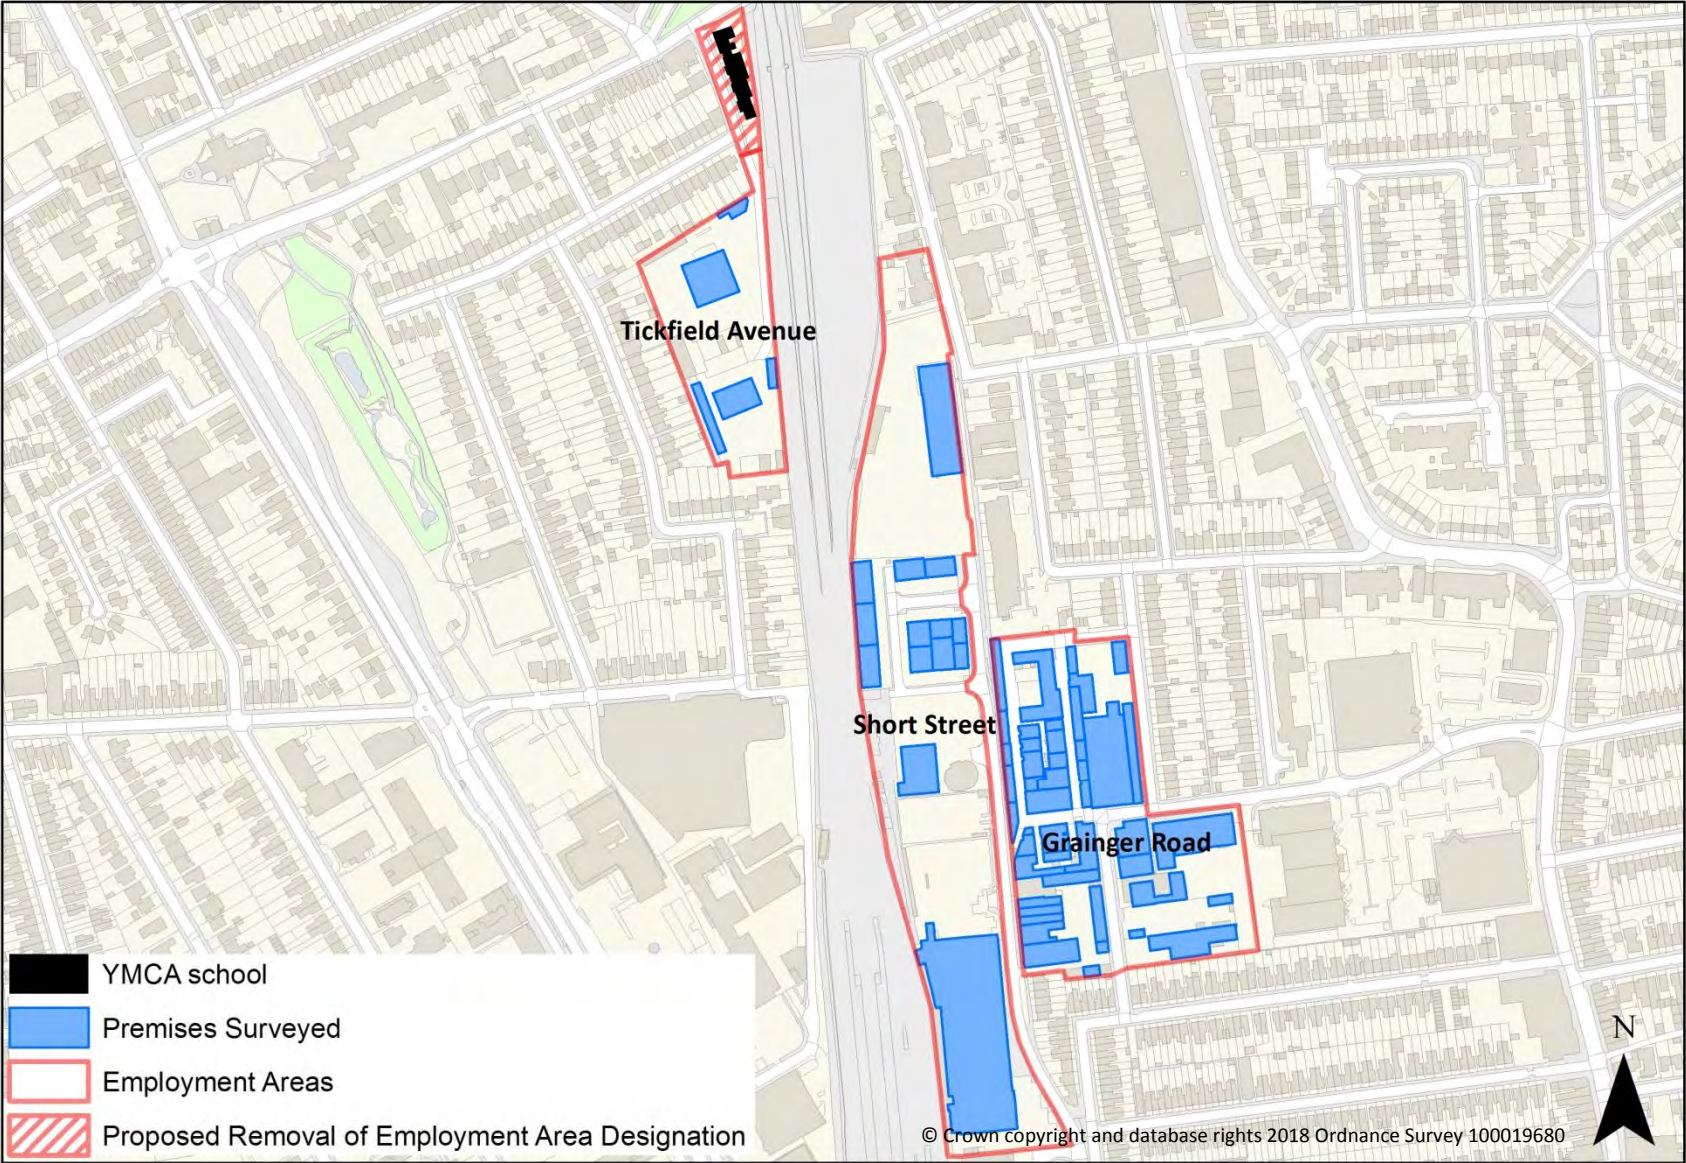 Tickfield Avenue
Short Street
Grainger Road
YMCA school
Premises Surveyed
Employment Areas
Proposed Removal of Employment Area Designation
N
© Crown copyright and database rights 2018 Ordnance Survey 100019680